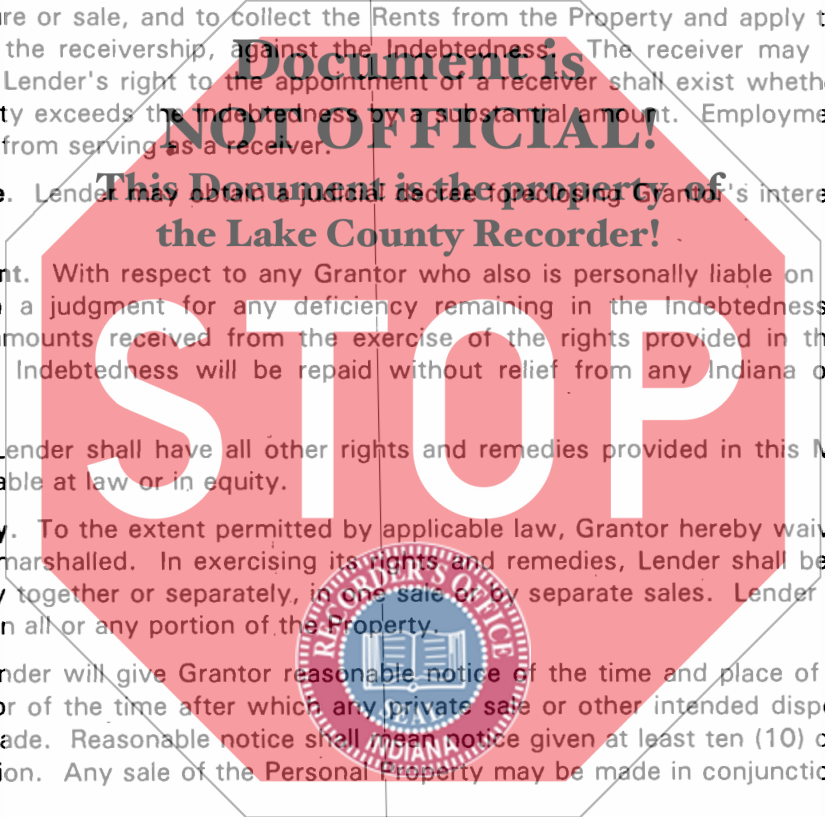 re or sale, and to collect the Rents from the Property and apply t
the receivership, against the Indebtedness. The receiver may
Document is
Lender's right to the appointment of a receiver shall exist wheth
ty exceeds the Indebtedness by a substantial amount. Employme
NOT OFFICIAL!
from serving as a receiver.
e. Lender may obtain a judicial decree foreclosing Grantor's intere
This Document is the property of
the Lake County Recorder!
nt. With respect to any Grantor who also is personally liable on
a judgment for any deficiency remaining in the Indebtedness
mounts received from the exercise of the rights provided in th
Indebtedness will be repaid without relief from any Indiana o
STOP
Lender shall have all other rights and remedies provided in this M
able at law or in equity.
y. To the extent permitted by applicable law, Grantor hereby waiv
marshalled. In exercising its rights and remedies, Lender shall be
y together or separately, in one sale or by separate sales. Lender
n all or any portion of the Property.
nder will give Grantor reasonable notice of the time and place of
or of the time after which any private sale or other intended disp
ade. Reasonable notice shall mean notice given at least ten (10) d
ion. Any sale of the Personal Property may be made in conjunctio
RECORDER'S OFFICE
SEAL
INDIANA